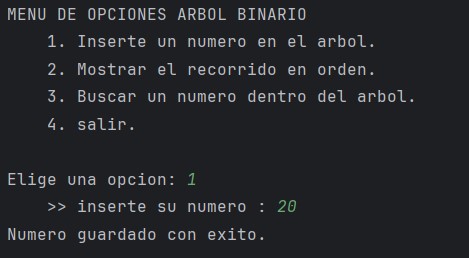 MENU DE OPCIONES ARBOL BINARIO
1. Inserte un numero en el arbol.
2. Mostrar el recorrido en orden.
3. Buscar un numero dentro del arbol.
4. salir.
Elige una opcion: 1
>> inserte su numero : 20
Numero guardado con exito.